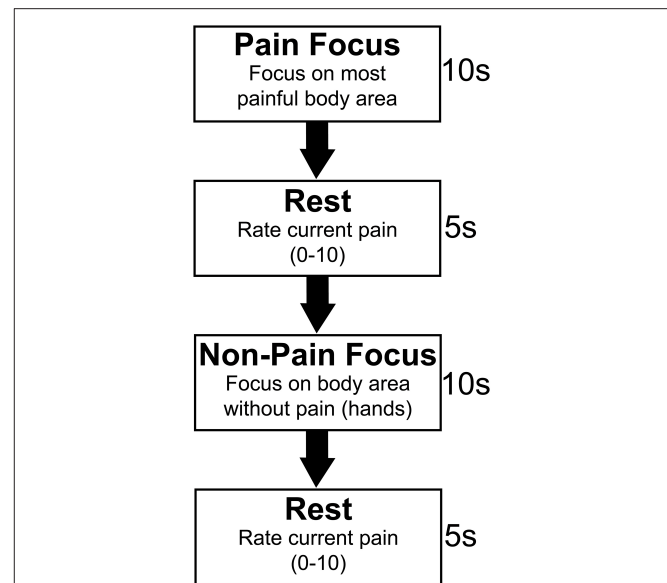 Pain Focus
Focus on most
painful body area
10s
Rest
Rate current pain
(0-10)
5s
Non-Pain Focus
Focus on body area
without pain (hands)
10s
Rest
Rate current pain
(0-10)
5s